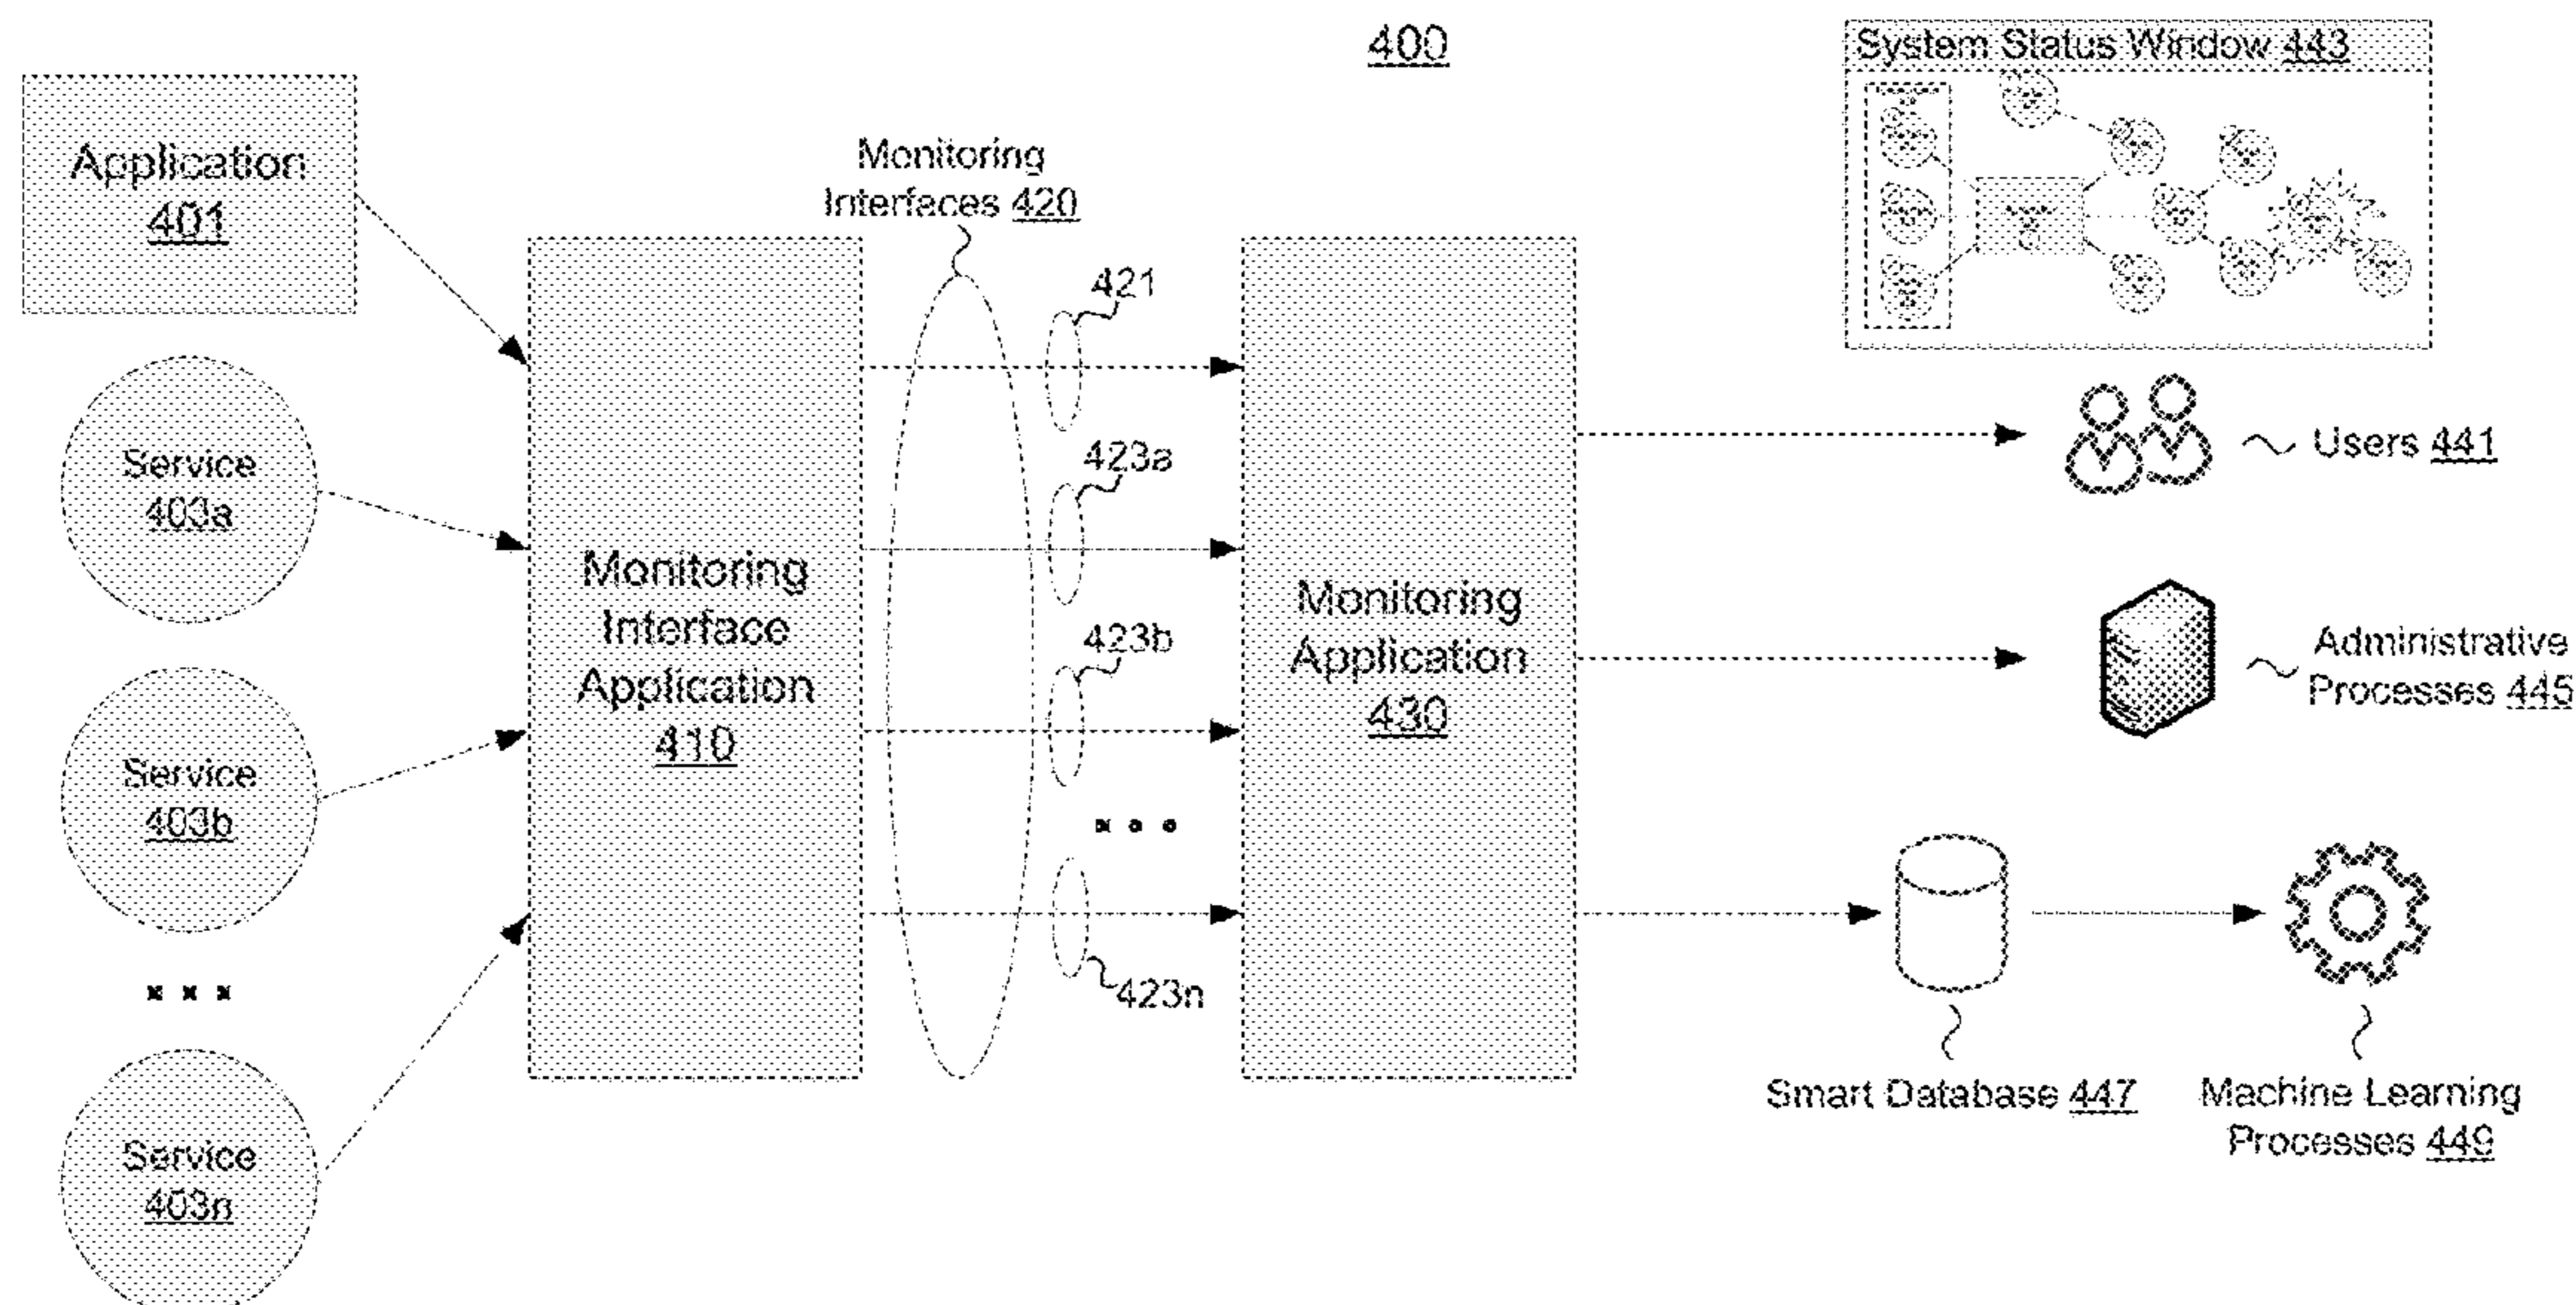 400
System Status Window 443
Application
401
Monitoring
Interfaces 420
421
Service
403a
423a
Users 441
Monitoring
Interface
Application
410
Monitoring
Application
430
423b
Administrative
Processes 445
Service
403b
423n
Smart Database 447
Machine Learning
Processes 449
Service
403n